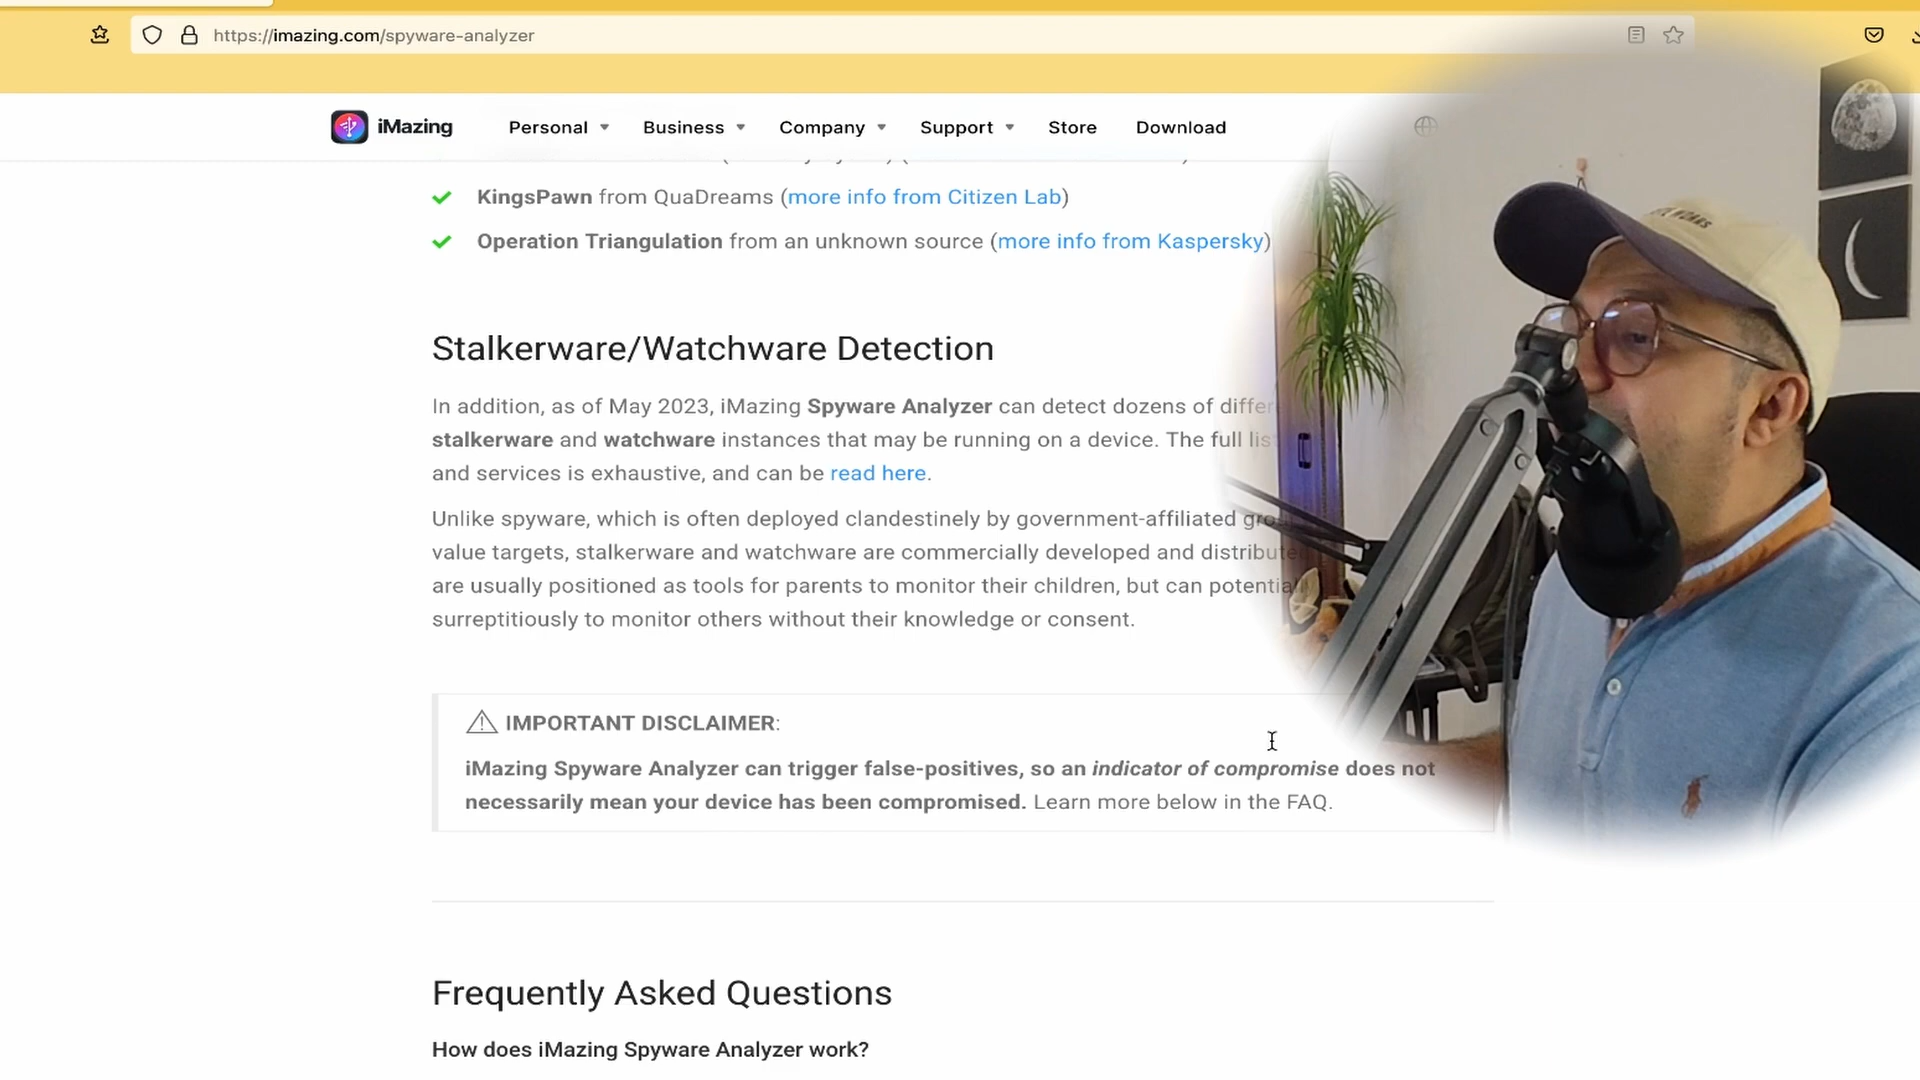 https://imazing.com/spyware-analyzer
iMazing Personal Business Company Support Store Download
KingsPawn from QuaDreams (more info from Citizen Lab)
Operation Triangulation from an unknown source (more info from Kaspersky)
Stalkerware/Watchware Detection
In addition, as of May 2023, iMazing Spyware Analyzer can detect dozens of
stalkerware and watchware instances that may be running on a device. The full
and services is exhaustive, and can be read here.
Unlike spyware, which is often deployed clandestinely by government-affiliated
value targets, stalkerware and watchware are commercially developed and
are usually positioned as tools for parents to monitor their children, but can
surreptitiously to monitor others without their knowledge or consent.
IMPORTANT DISCLAIMER:
iMazing Spyware Analyzer can trigger false-positives, so an indicator of compromise does not
necessarily mean your device has been compromised. Learn more below in the FAQ.
Frequently Asked Questions
How does iMazing Spyware Analyzer work?